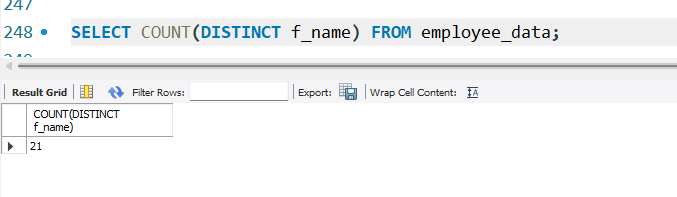 247
248 SELECT COUNT(DISTINCT f_name) FROM employee_data;
Result Grid Filter Rows: Export: Wrap Cell Content: IA
COUNT(DISTINCT
f_name)
21